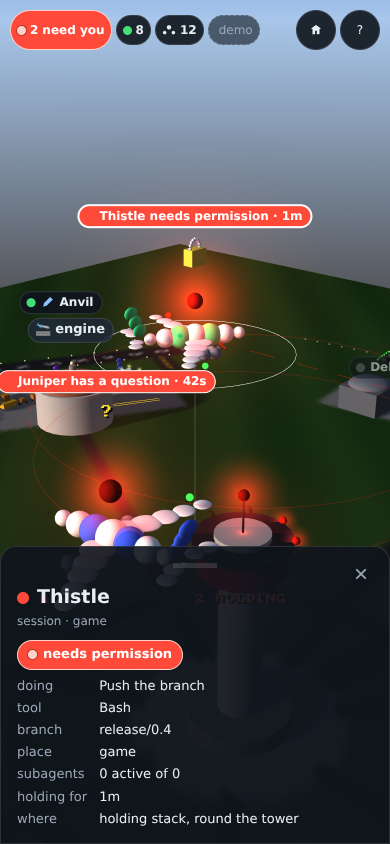 2 need you
8
12
demo
?
Thistle needs permission · 1m
Anvil
engine
Juniper has a question · 42s
?
Thistle
session · game
needs permission
doing Push the branch
tool Bash
branch release/0.4
place game
subagents 0 active of 0
holding for 1m
where holding stack, round the tower